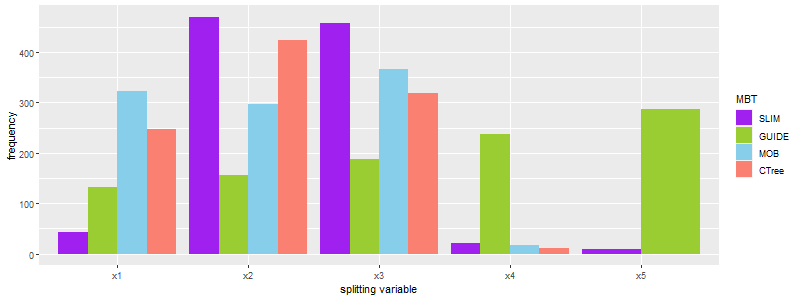 400
300
200
100
0
frequency
x1 x2 x3 x4 x5
splitting variable
MBT
SLIM
GUIDE
MOB
CTree